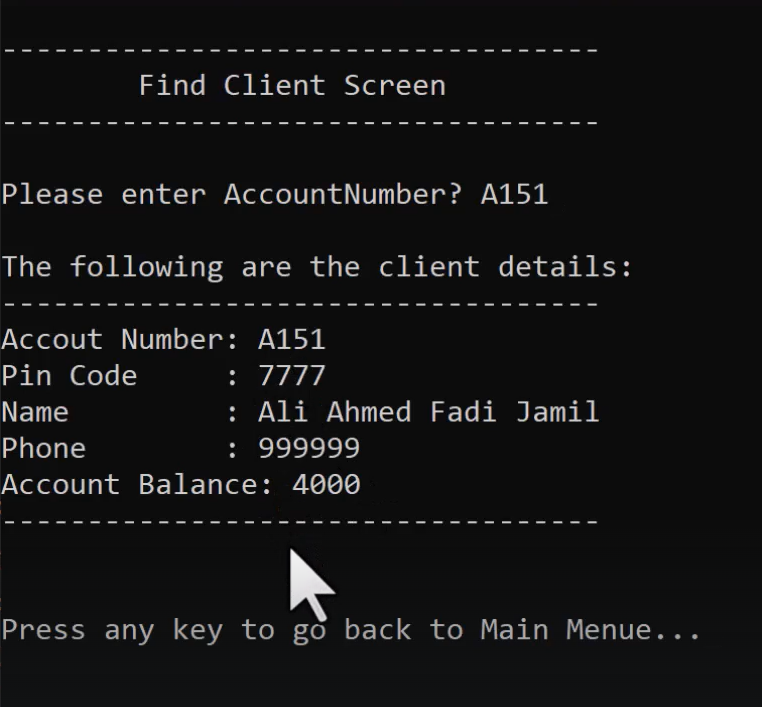 -----------------------------------
        Find Client Screen
-----------------------------------
Please enter AccountNumber? A151
The following are the client details:
-----------------------------------
Accout Number: A151
Pin Code     : 7777
Name         : Ali Ahmed Fadi Jamil
Phone        : 999999
Account Balance: 4000
-----------------------------------
Press any key to go back to Main Menue...